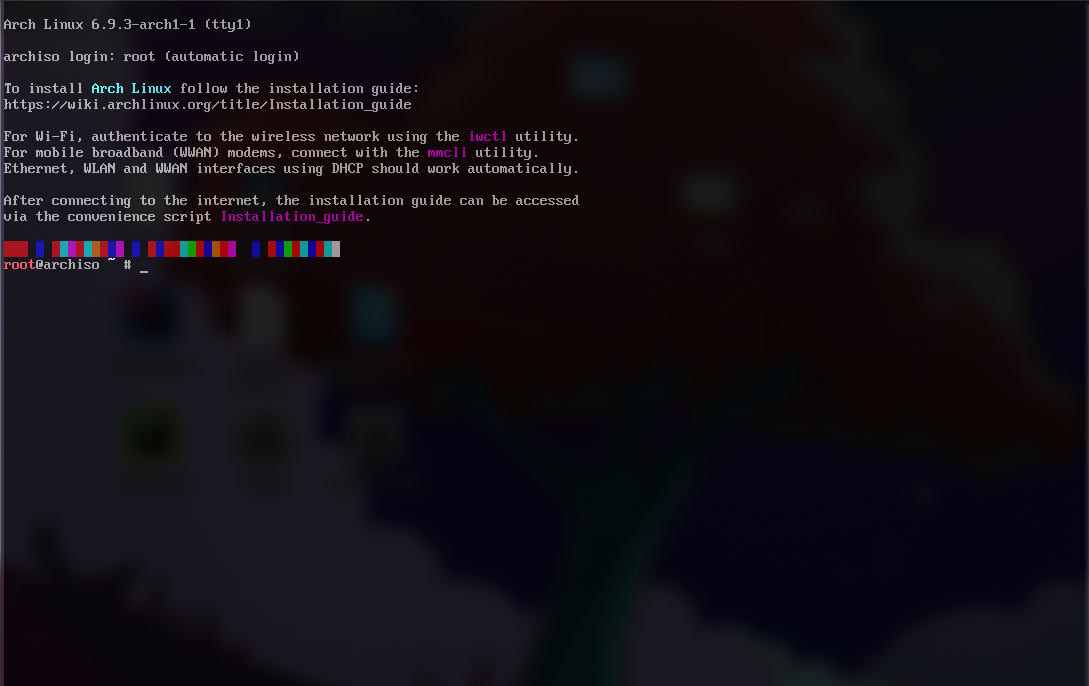 Arch Linux 6.9.3-arch1-1 (tty1)
archiso login: root (automatic login)
To install Arch Linux follow the installation guide:
https://wiki.archlinux.org/title/Installation_guide
For Wi-Fi, authenticate to the wireless network using the iwctl utility.
For mobile broadband (WWAN) modems, connect with the mmcli utility.
Ethernet, WLAN and WWAN interfaces using DHCP should work automatically.
After connecting to the internet, the installation guide can be accessed
via the convenience script Installation_guide.
root@archiso ~ # _